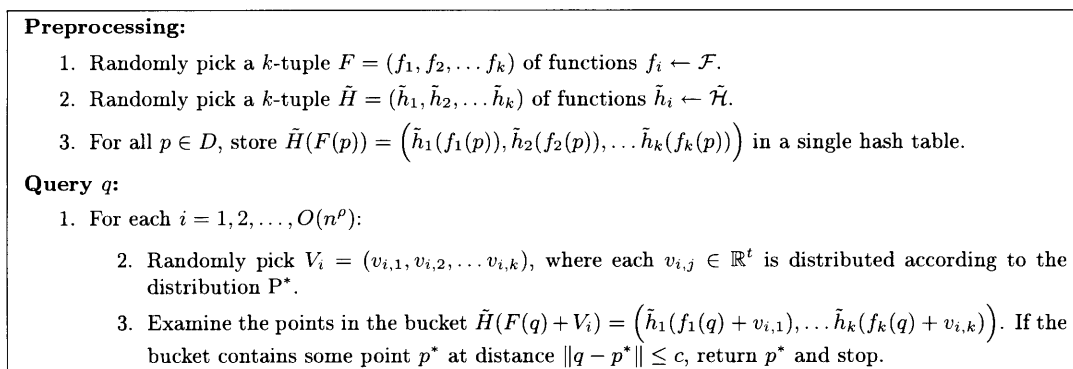 Preprocessing:
1. Randomly pick a k-tuple F = (f₁, f₂, … fₖ) of functions fᵢ ← ℱ.
2. Randomly pick a k-tuple H̃ = (h̃₁, h̃₂, … h̃ₖ) of functions h̃ᵢ ← ℋ̃.
3. For all p ∈ D, store H̃(F(p)) = (h̃₁(f₁(p)), h̃₂(f₂(p)), … h̃ₖ(fₖ(p))) in a single hash table.
Query q:
1. For each i = 1, 2, …, O(n^ρ):
2. Randomly pick Vᵢ = (vᵢ,₁, vᵢ,₂, … vᵢ,ₖ), where each vᵢ,ⱼ ∈ ℝᵗ is distributed according to the
distribution P*.
3. Examine the points in the bucket H̃(F(q) + Vᵢ) = (h̃₁(f₁(q) + vᵢ,₁), … h̃ₖ(fₖ(q) + vᵢ,ₖ)). If the
bucket contains some point p* at distance ‖q − p*‖ ≤ c, return p* and stop.